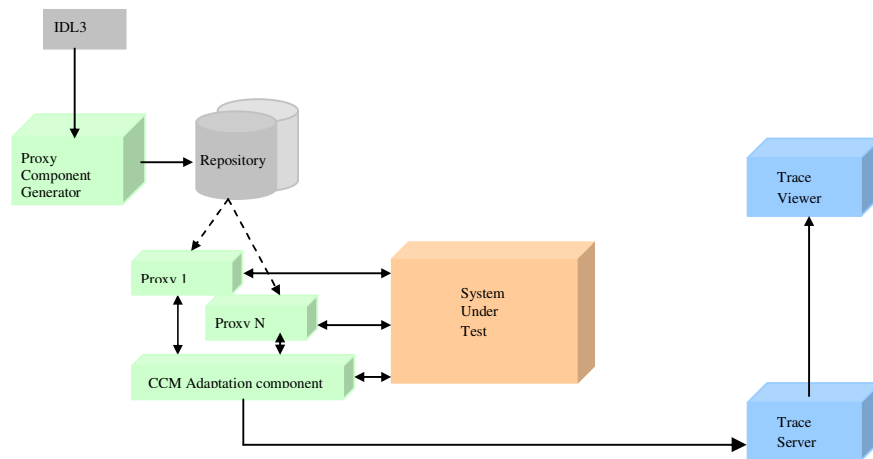 IDL3
Proxy
Component
Generator
Repository
Trace
Viewer
Proxy 1
System
Under
Test
Proxy N
CCM Adaptation component
Trace
Server